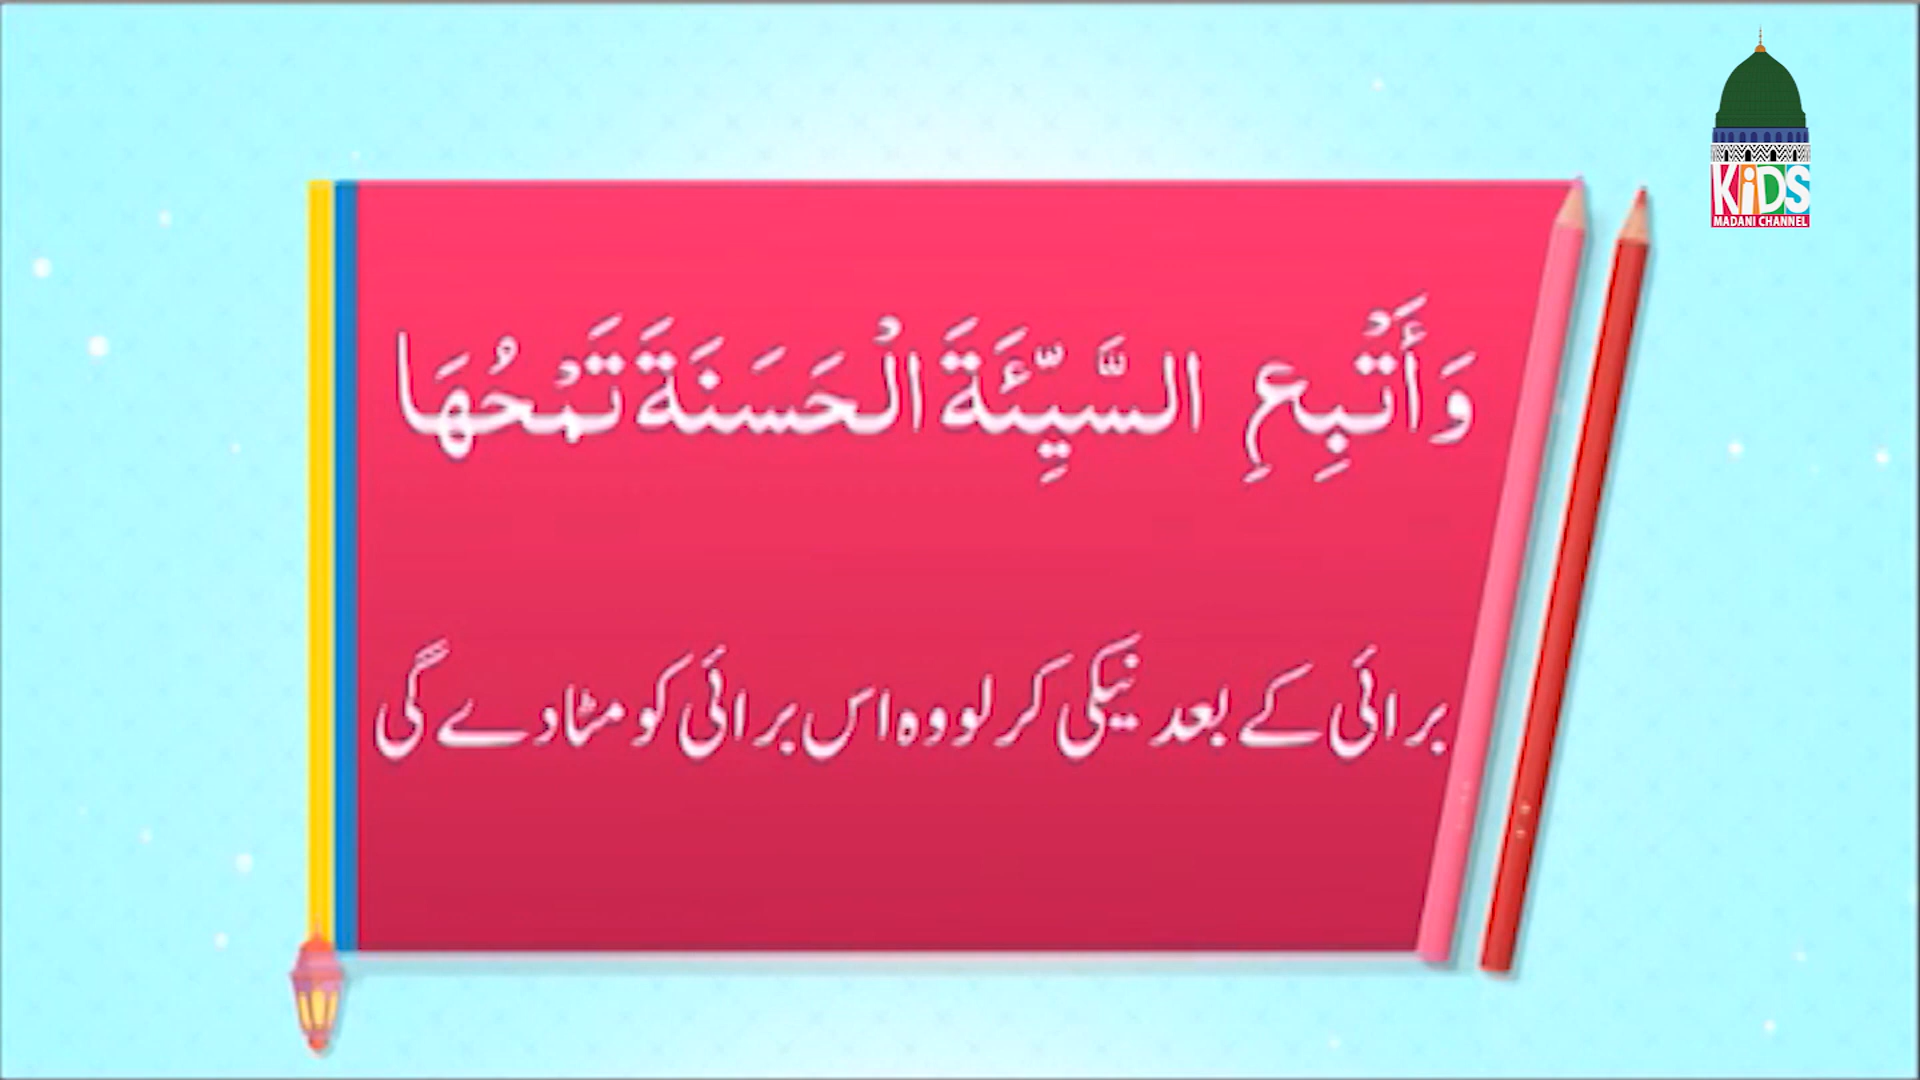 KiDS
MADANI CHANNEL
وَأَتْبِعِ السَّيِّئَةَ الْحَسَنَةَ تَمْحُهَا
برائی کے بعد نیکی کر لو وہ اس برائی کو مٹا دے گی